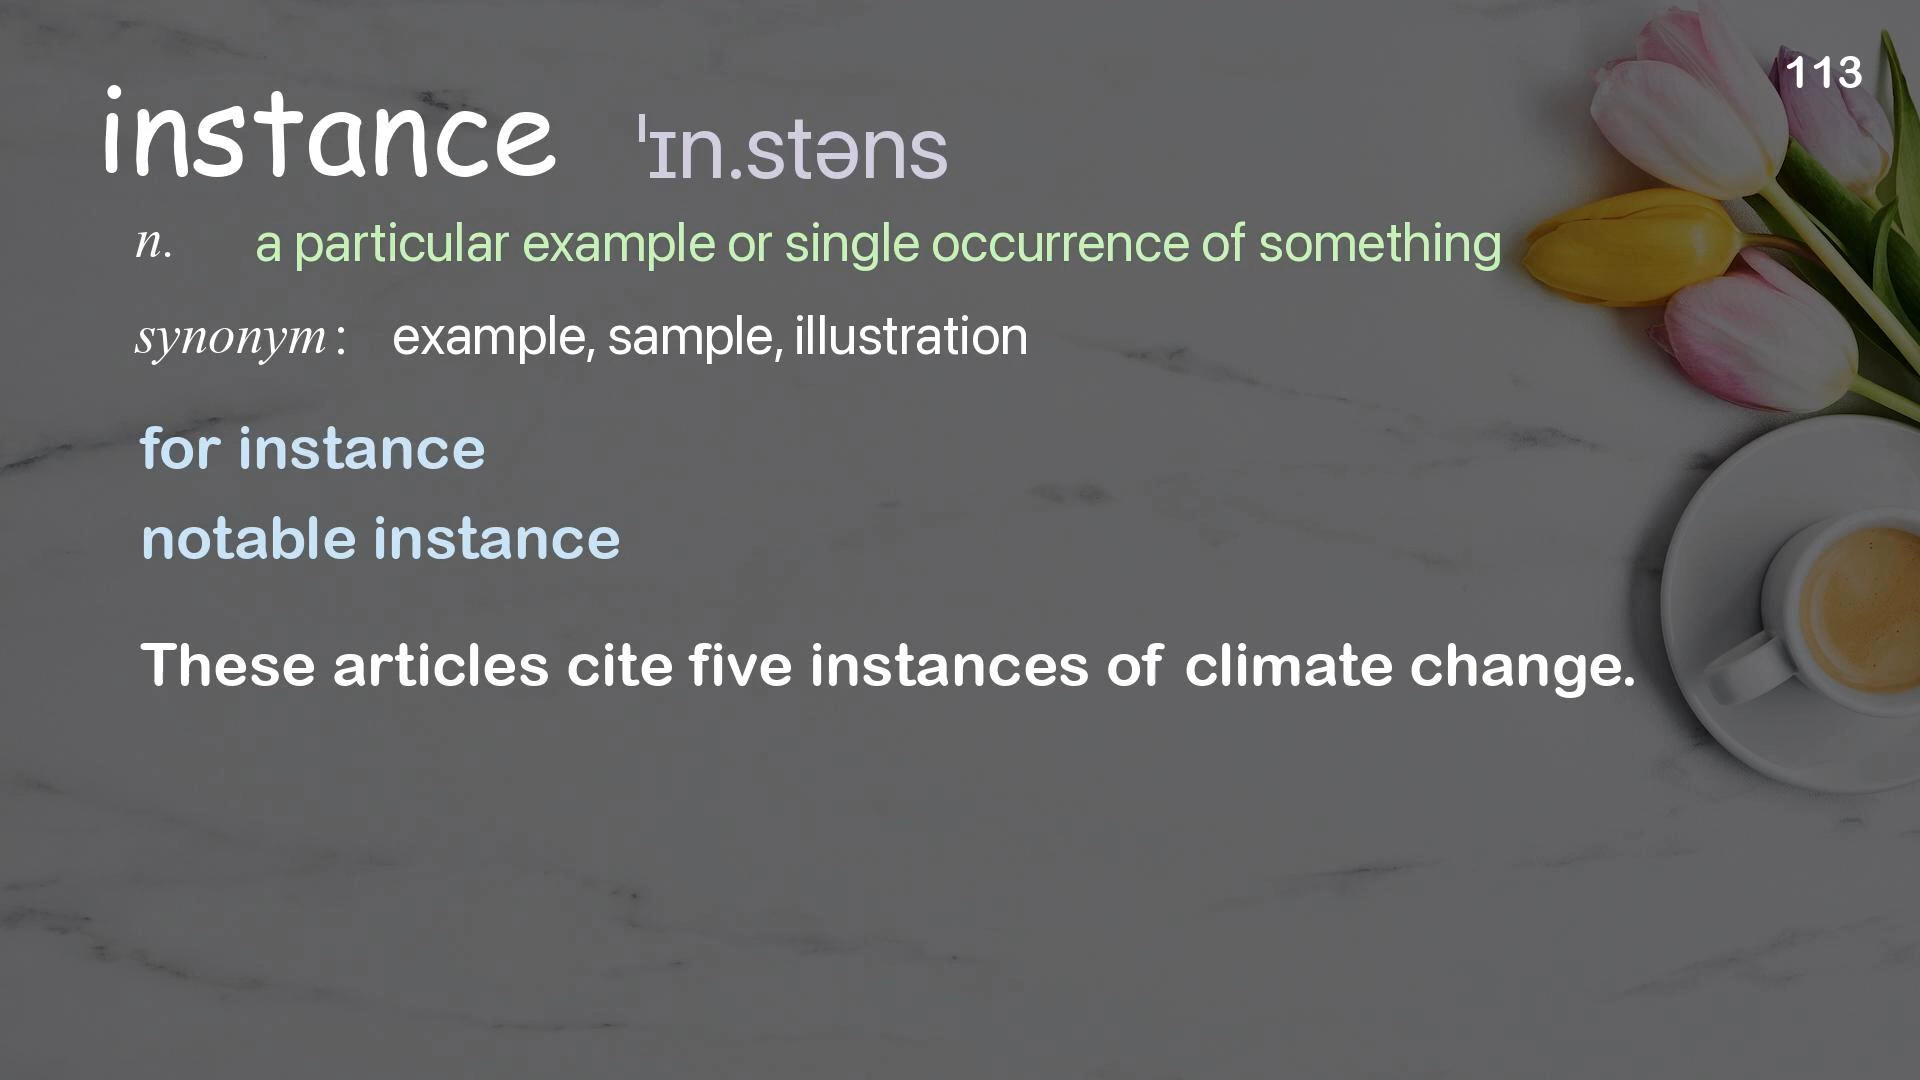 113
instance ˈɪn.stəns
n. a particular example or single occurrence of something
synonym : example, sample, illustration
for instance
notable instance
These articles cite five instances of climate change.